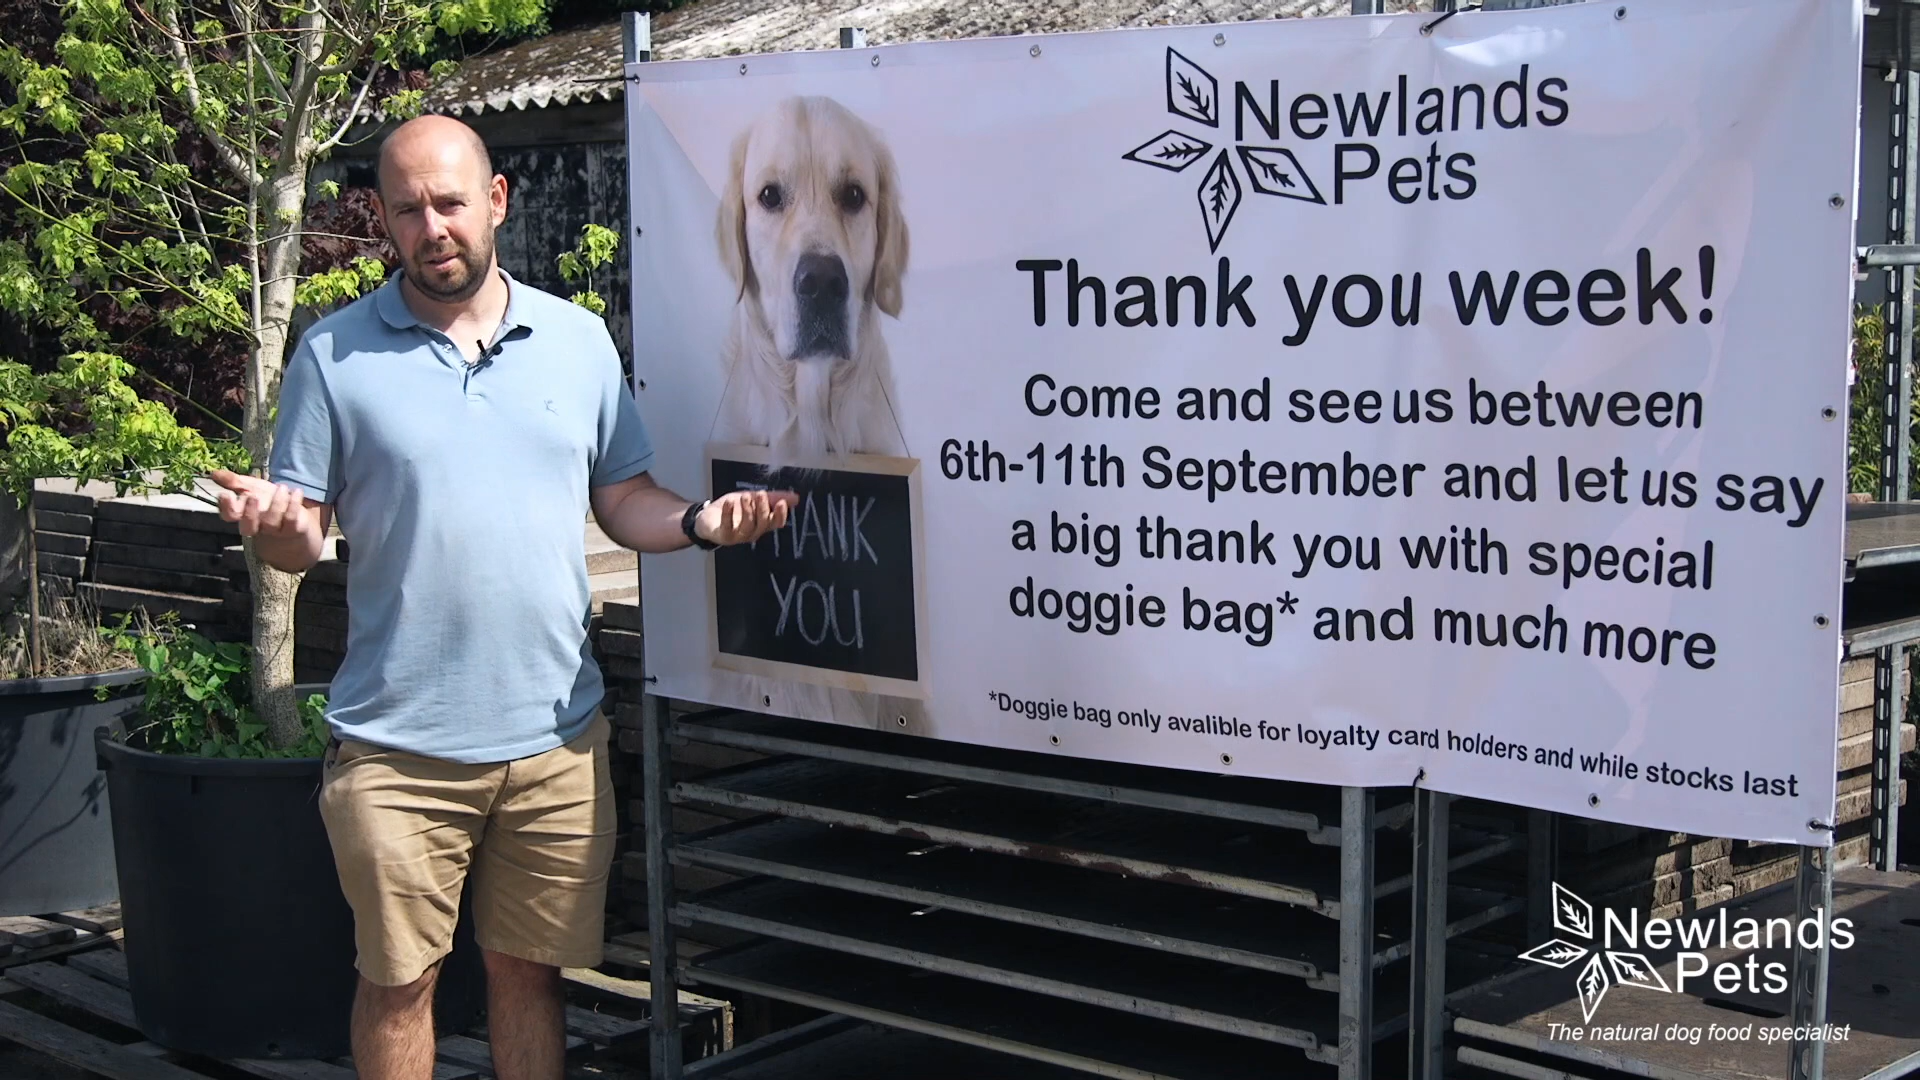 Newlands
Pets
Thank you week!
Come and see us between
6th-11th September and let us say
a big thank you with special
doggie bag* and much more
*Doggie bag only avalible for loyalty card holders and while stocks last
THANK
YOU
Newlands
Pets
The natural dog food specialist